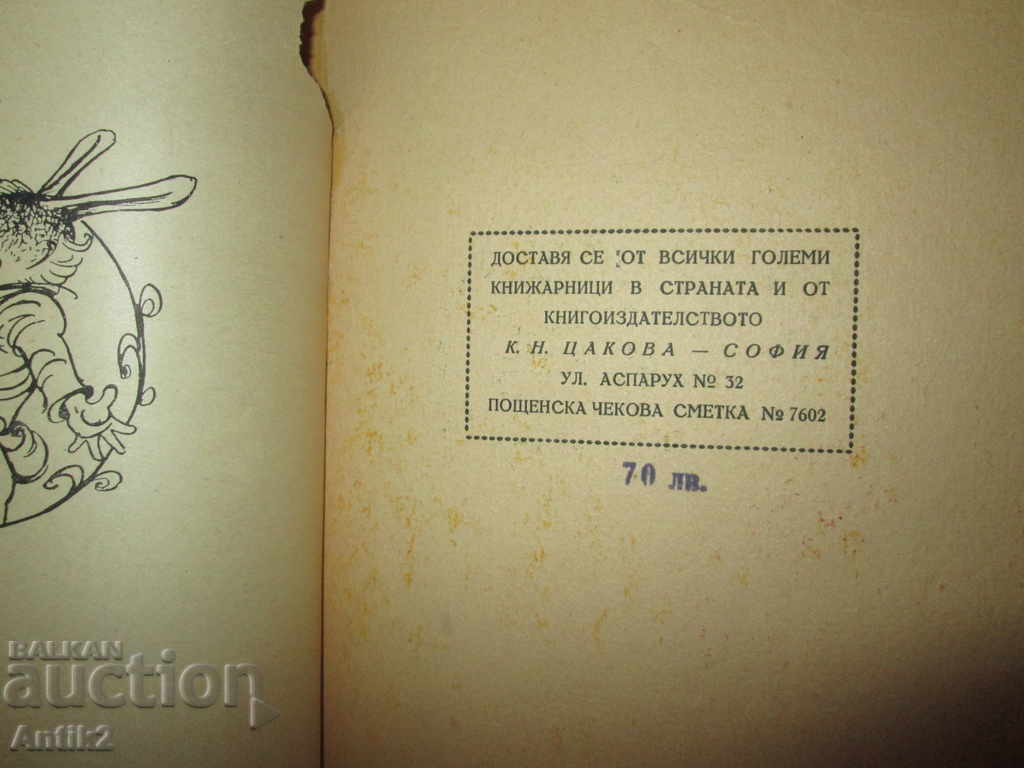 ДОСТАВЯ СЕ ОТ ВСИЧКИ ГОЛЕМИ
КНИЖАРНИЦИ В СТРАНАТА И ОТ
КНИГОИЗДАТЕЛСТВОТО
К. Н. ЦАКОВА — СОФИЯ
УЛ. АСПАРУХ № 32
ПОЩЕНСКА ЧЕКОВА СМЕТКА № 7602
70 лв.
BALKAN
auction
Antik2